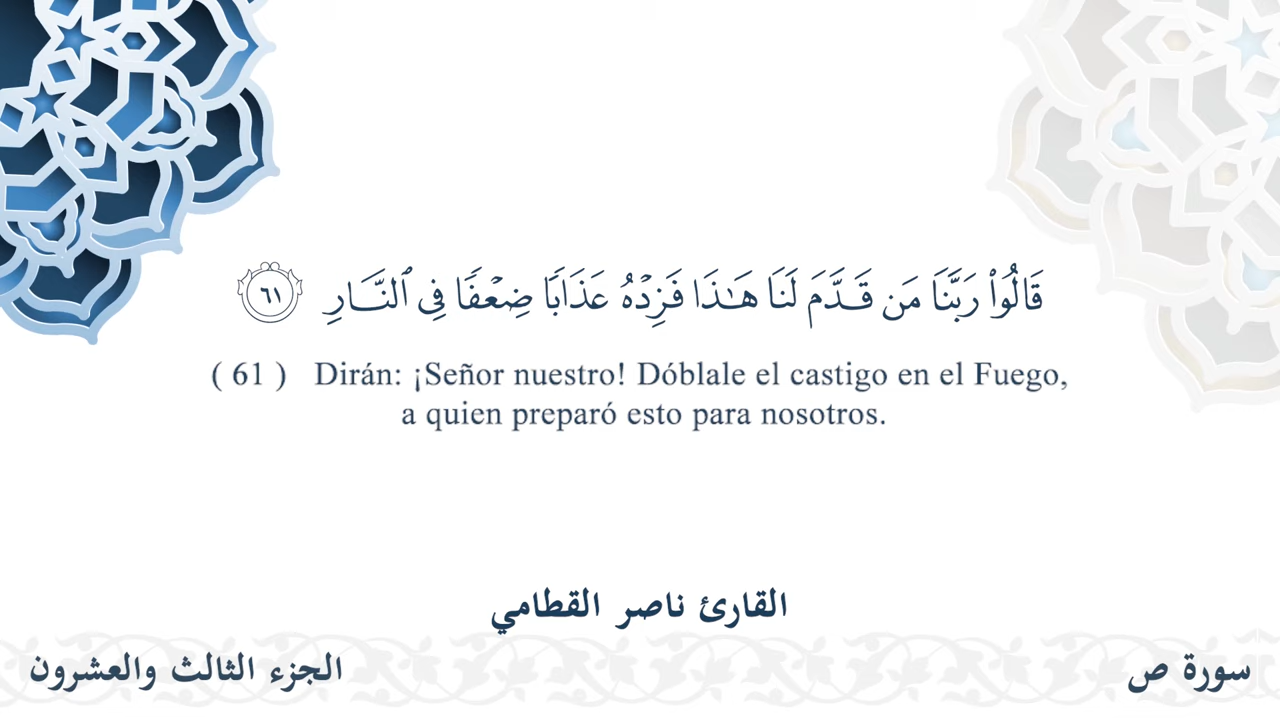 قَالُوا۟ رَبَّنَا مَن قَدَّمَ لَنَا هَـٰذَا فَزِدْهُ عَذَابًا ضِعْفًا فِى ٱلنَّارِ ٦١
( 61 ) Dirán: ¡Señor nuestro! Dóblale el castigo en el Fuego,
a quien preparó esto para nosotros.
القارئ ناصر القطامي
سورة ص
الجزء الثالث والعشرون